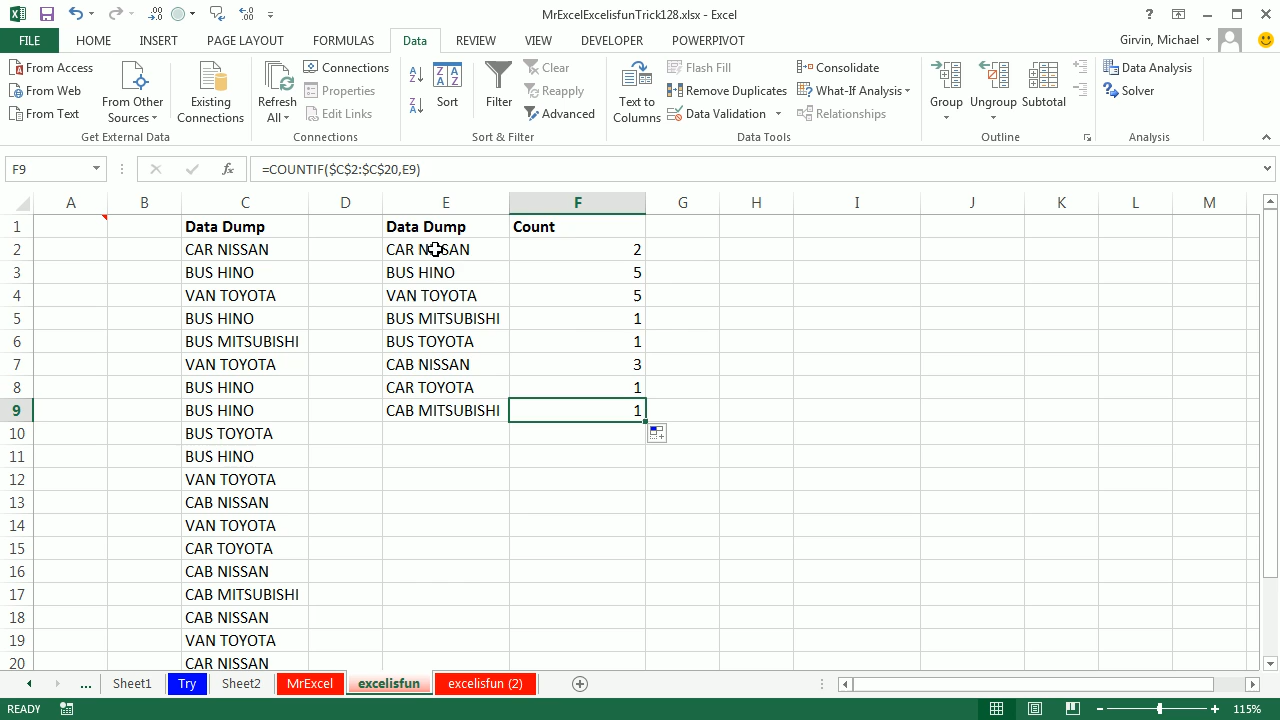 MrExcelExcelisfunTrick128.xlsx - Excel
FILE HOME INSERT PAGE LAYOUT FORMULAS Data REVIEW VIEW DEVELOPER POWERPIVOT Girvin, Michael
From Access
From Web
From Text
From Other
Sources
Existing
Connections
Get External Data
Refresh
All
Connections
Properties
Edit Links
Connections
Sort
Filter
Clear
Reapply
Advanced
Sort & Filter
Text to
Columns
Flash Fill
Remove Duplicates
Data Validation
Consolidate
What-If Analysis
Relationships
Data Tools
Group
Ungroup
Subtotal
Outline
Data Analysis
Solver
Analysis
F9 fx =COUNTIF($C$2:$C$20,E9)
A B C D E F G H I J K L M
1 Data Dump Data Dump Count
2 CAR NISSAN CAR NISSAN 2
3 BUS HINO BUS HINO 5
4 VAN TOYOTA VAN TOYOTA 5
5 BUS HINO BUS MITSUBISHI 1
6 BUS MITSUBISHI BUS TOYOTA 1
7 VAN TOYOTA CAB NISSAN 3
8 BUS HINO CAR TOYOTA 1
9 BUS HINO CAB MITSUBISHI 1
10 BUS TOYOTA
11 BUS HINO
12 VAN TOYOTA
13 CAB NISSAN
14 VAN TOYOTA
15 CAR TOYOTA
16 CAB NISSAN
17 CAB MITSUBISHI
18 CAB NISSAN
19 VAN TOYOTA
20 CAR NISSAN
... Sheet1 Try Sheet2 MrExcel excelisfun excelisfun (2)
READY 115%